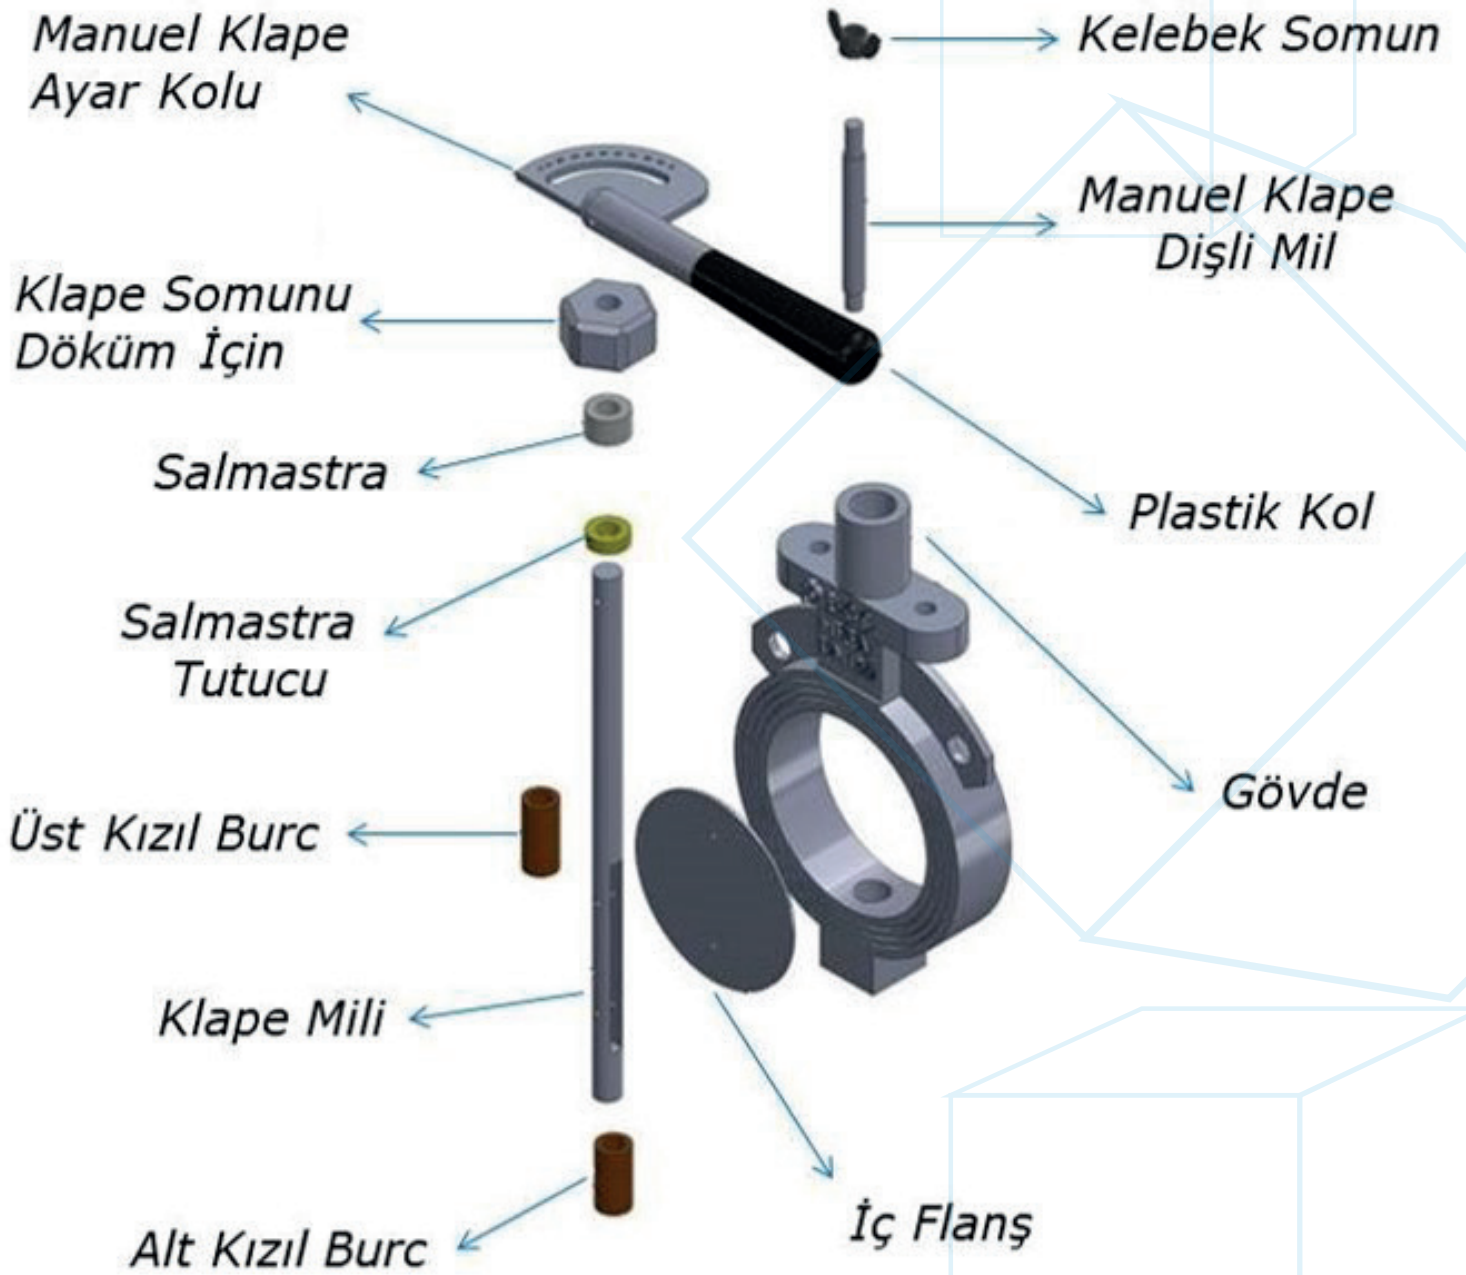 Manuel Klape
Ayar Kolu
Kelebek Somun
Manuel Klape
Dişli Mil
Klape Somunu
Döküm İçin
Salmastra
Plastik Kol
Salmastra
Tutucu
Gövde
Üst Kızıl Burc
Klape Mili
İç Flanş
Alt Kızıl Burc